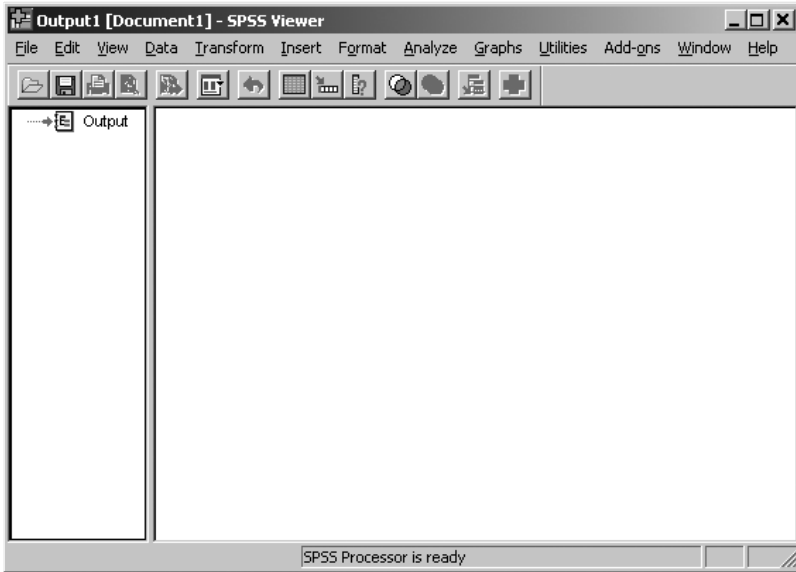 Output1 [Document1] - SPSS Viewer
File Edit View Data Transform Insert Format Analyze Graphs Utilities Add-ons Window Help
Output
SPSS Processor is ready